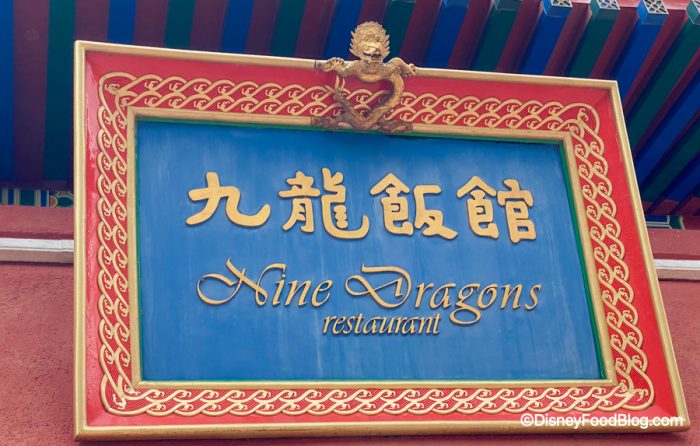 九龍飯館
Nine Dragons
restaurant
©DisneyFoodBlog.com